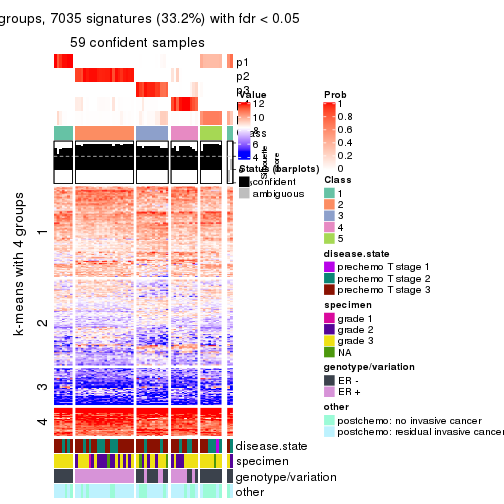 groups, 7035 signatures (33.2%) with fdr < 0.05
59 confident samples
p1
p2
p3
Value
12
10
8
6
4
Prob
1
0.8
0.6
0.4
0.2
0
Silhouette
score
Status (barplots)
confident
ambiguous
Class
1
2
3
4
5
k-means with 4 groups
1
2
3
4
disease.state
prechemo T stage 1
prechemo T stage 2
prechemo T stage 3
specimen
grade 1
grade 2
grade 3
NA
genotype/variation
ER -
ER +
other
postchemo: no invasive cancer
postchemo: residual invasive cancer
disease.state
specimen
genotype/variation
other